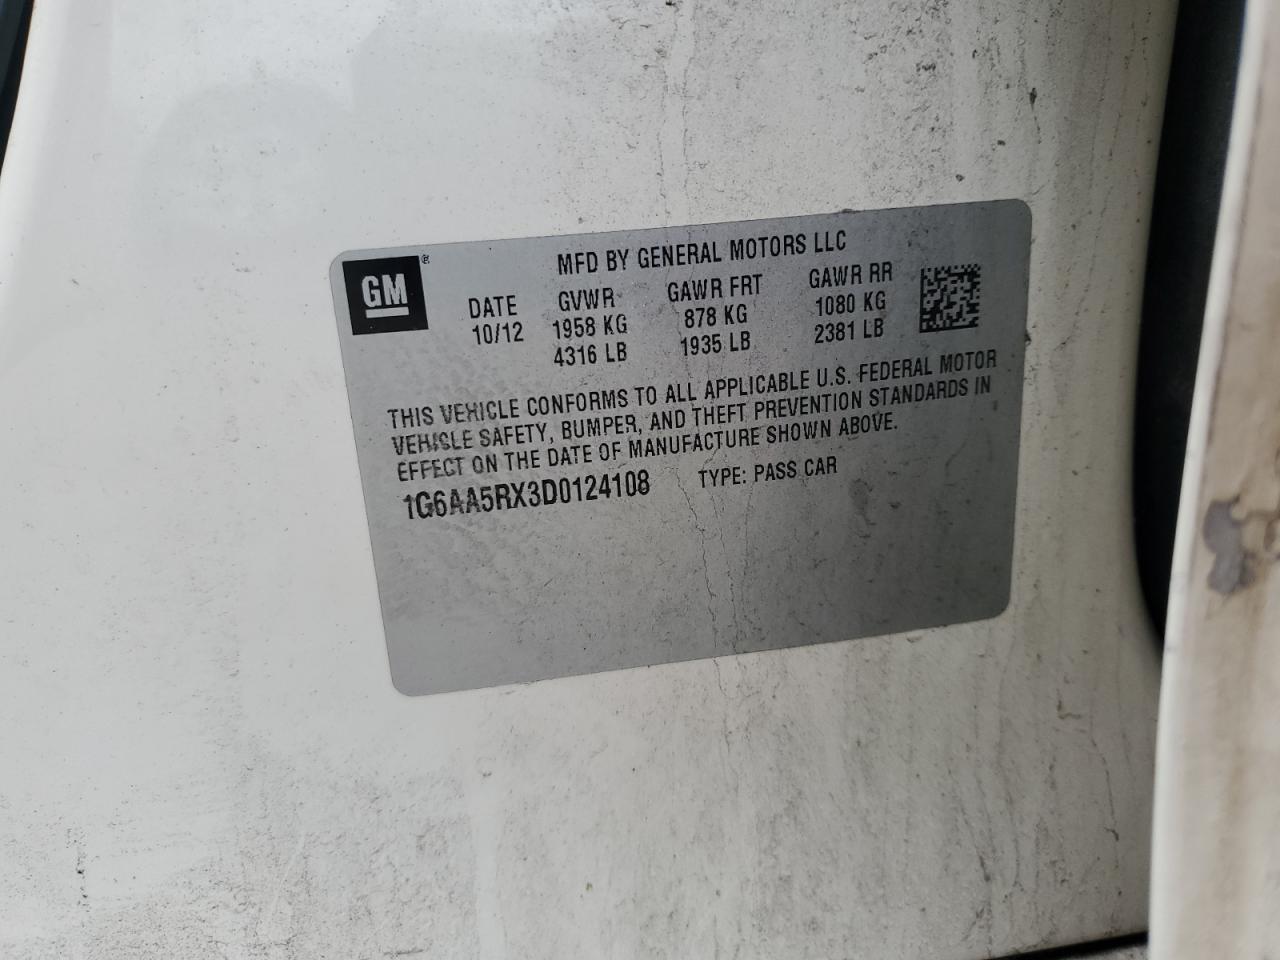 MFD BY GENERAL MOTORS LLC
GM®
DATE GVWR GAWR FRT GAWR RR
10/12 1958 KG 878 KG 1080 KG
4316 LB 1935 LB 2381 LB
THIS VEHICLE CONFORMS TO ALL APPLICABLE U.S. FEDERAL MOTOR
VEHICLE SAFETY, BUMPER, AND THEFT PREVENTION STANDARDS IN
EFFECT ON THE DATE OF MANUFACTURE SHOWN ABOVE.
1G6AA5RX3D0124108 TYPE: PASS CAR